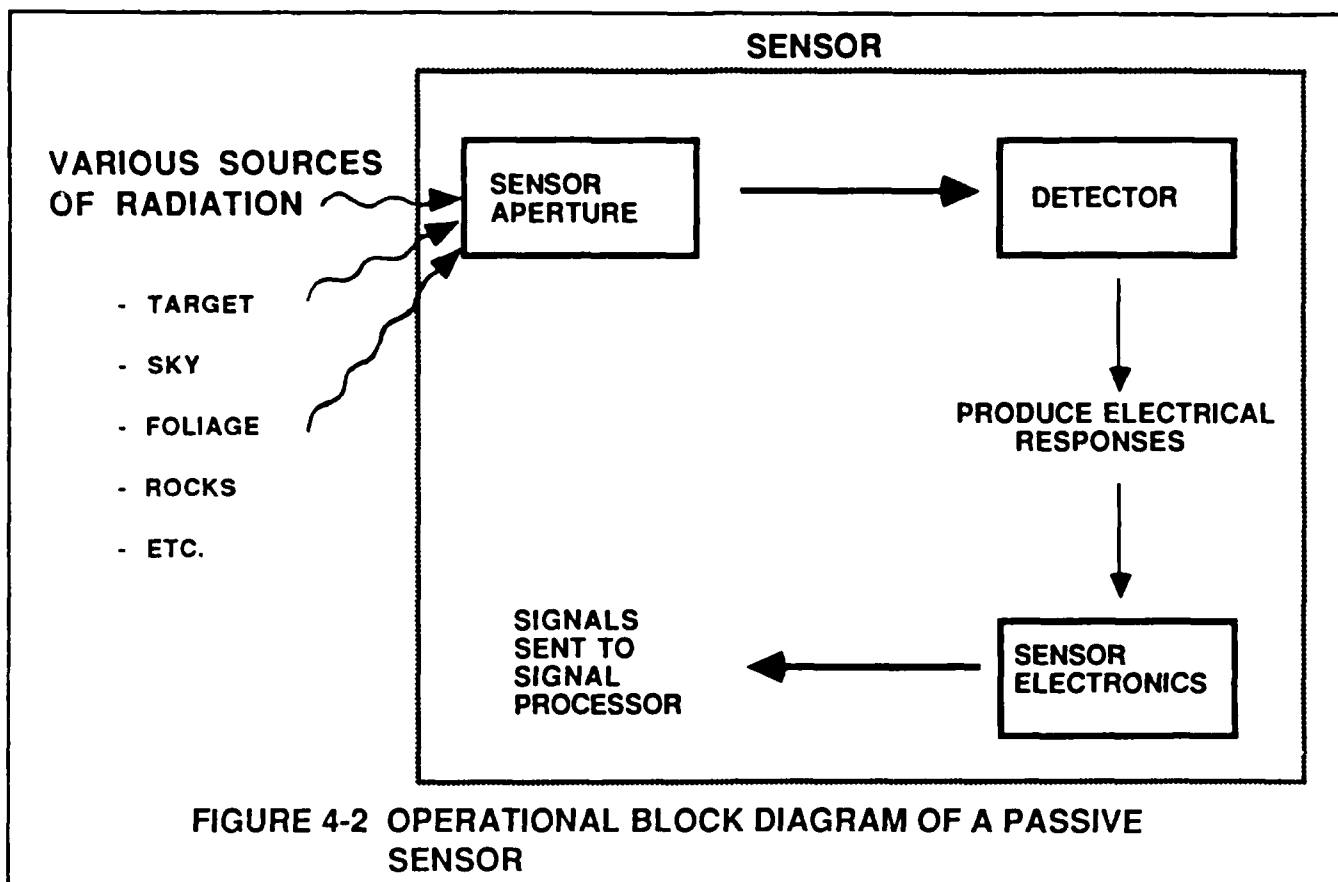 SENSOR
VARIOUS SOURCES
OF RADIATION
- TARGET
- SKY
- FOLIAGE
- ROCKS
- ETC.
SENSOR
APERTURE
DETECTOR
PRODUCE ELECTRICAL
RESPONSES
SENSOR
ELECTRONICS
SIGNALS
SENT TO
SIGNAL
PROCESSOR
FIGURE 4-2 OPERATIONAL BLOCK DIAGRAM OF A PASSIVE
SENSOR